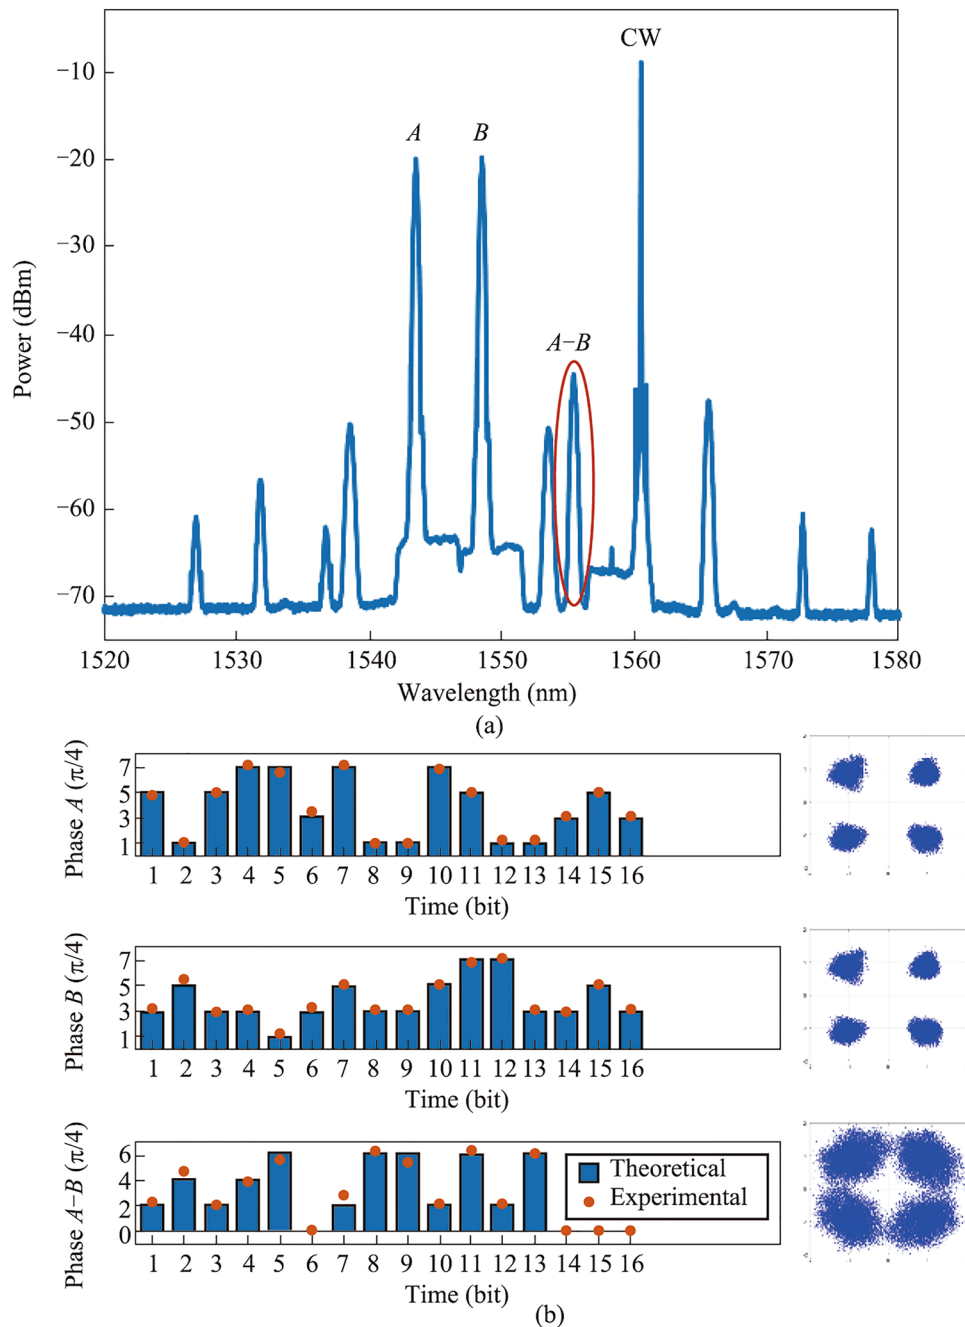 CW
A
B
A−B
Power (dBm)
−10
−20
−30
−40
−50
−60
−70
1520 1530 1540 1550 1560 1570 1580
Wavelength (nm)
(a)
Phase A (π/4)
7
5
3
1
1 2 3 4 5 6 7 8 9 10 11 12 13 14 15 16
Time (bit)
Phase B (π/4)
7
5
3
1
1 2 3 4 5 6 7 8 9 10 11 12 13 14 15 16
Time (bit)
Phase A−B (π/4)
6
4
2
0
Theoretical
Experimental
1 2 3 4 5 6 7 8 9 10 11 12 13 14 15 16
Time (bit)
(b)